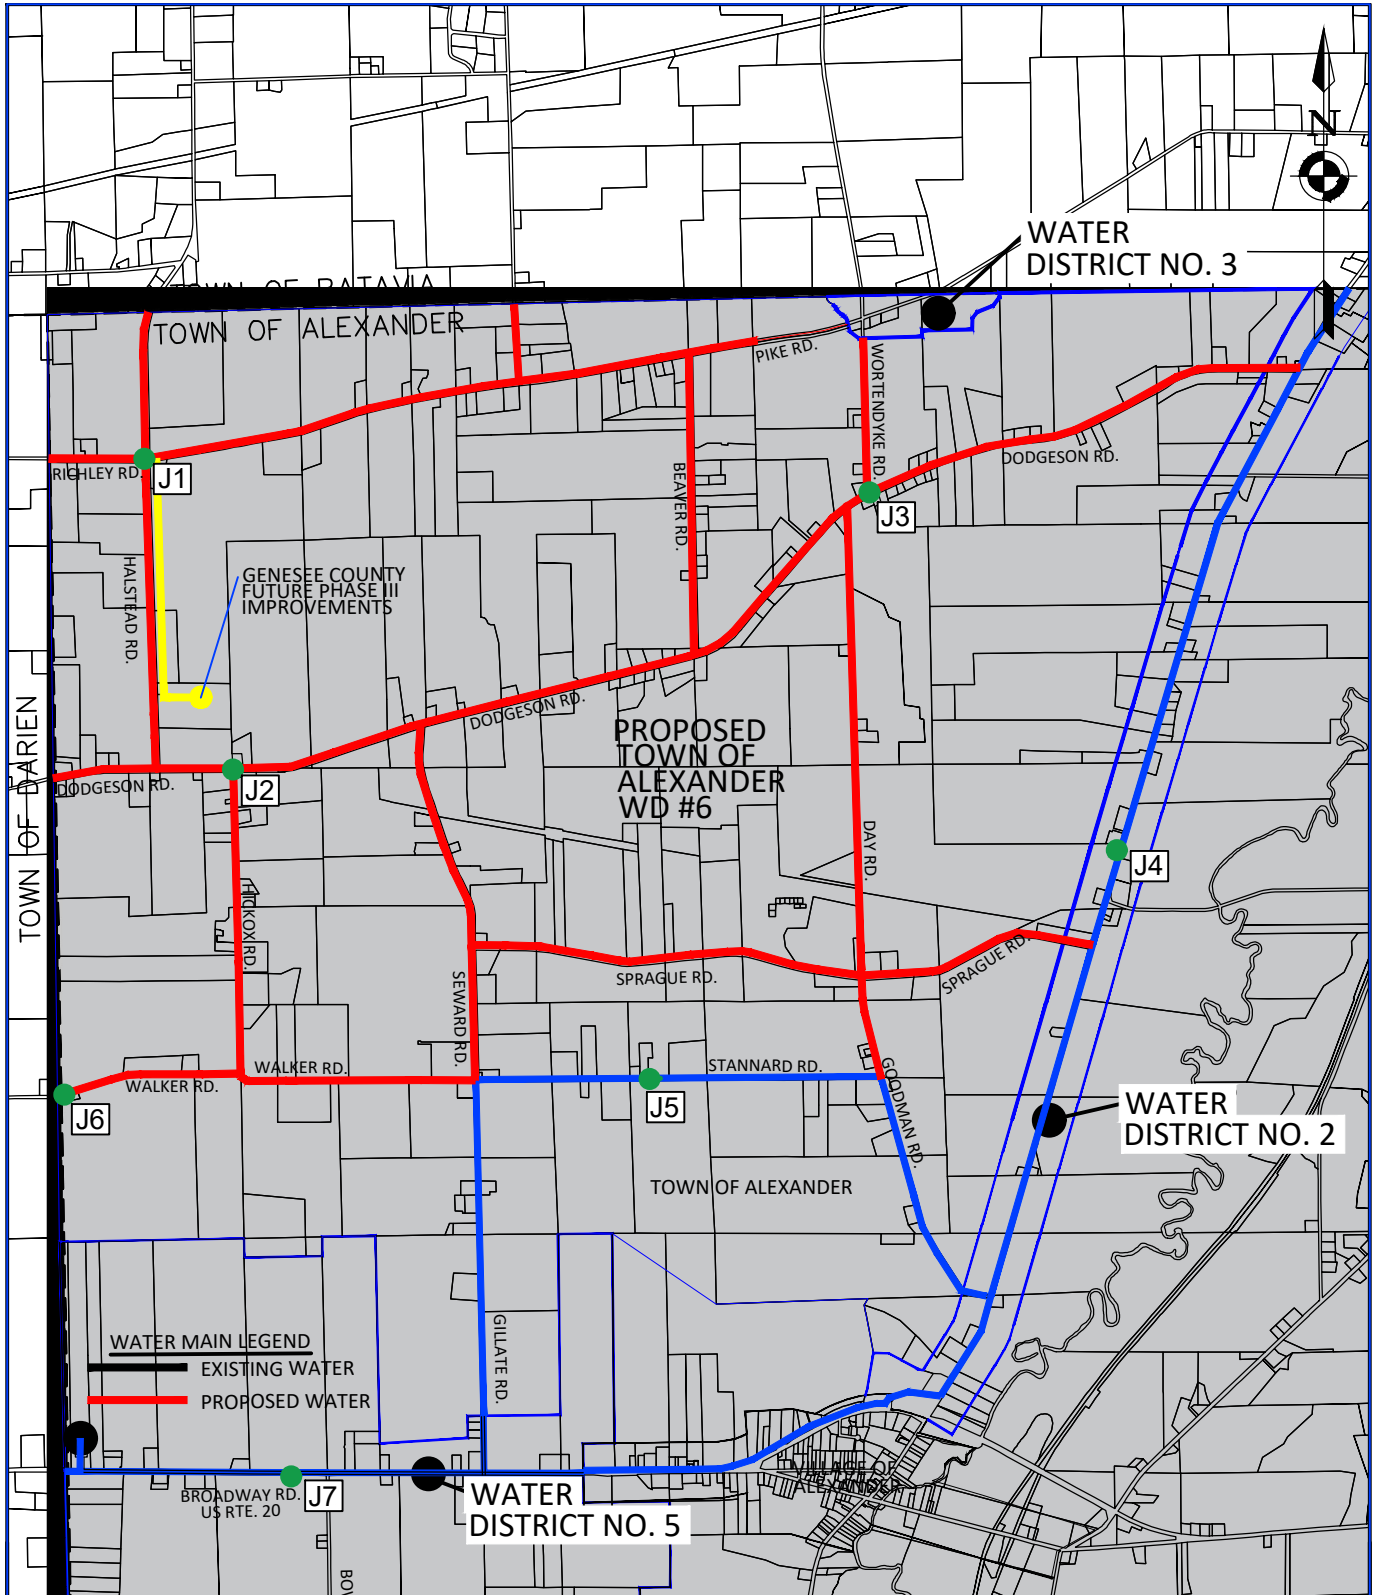 N
WATER
DISTRICT NO. 3
TOWN OF BATAVIA
TOWN OF ALEXANDER
PIKE RD.
WORTENDYKE RD.
DODGESON RD.
RICHLEY RD.
J1
BEAVER RD.
J3
HALSTEAD RD.
GENESEE COUNTY
FUTURE PHASE III
IMPROVEMENTS
TOWN OF DARIEN
DODGESON RD.
PROPOSED
TOWN OF
ALEXANDER
WD #6
DODGESON RD.
J2
DAY RD.
J4
HICKOX RD.
SEWARD RD.
SPRAGUE RD.
SPRAGUE RD.
WALKER RD.
WALKER RD.
STANNARD RD.
GOODMAN RD.
J6
J5
WATER
DISTRICT NO. 2
TOWN OF ALEXANDER
GILLATE RD.
WATER MAIN LEGEND
EXISTING WATER
PROPOSED WATER
VILLAGE OF
ALEXANDER
BROADWAY RD.
US RTE. 20
J7
WATER
DISTRICT NO. 5